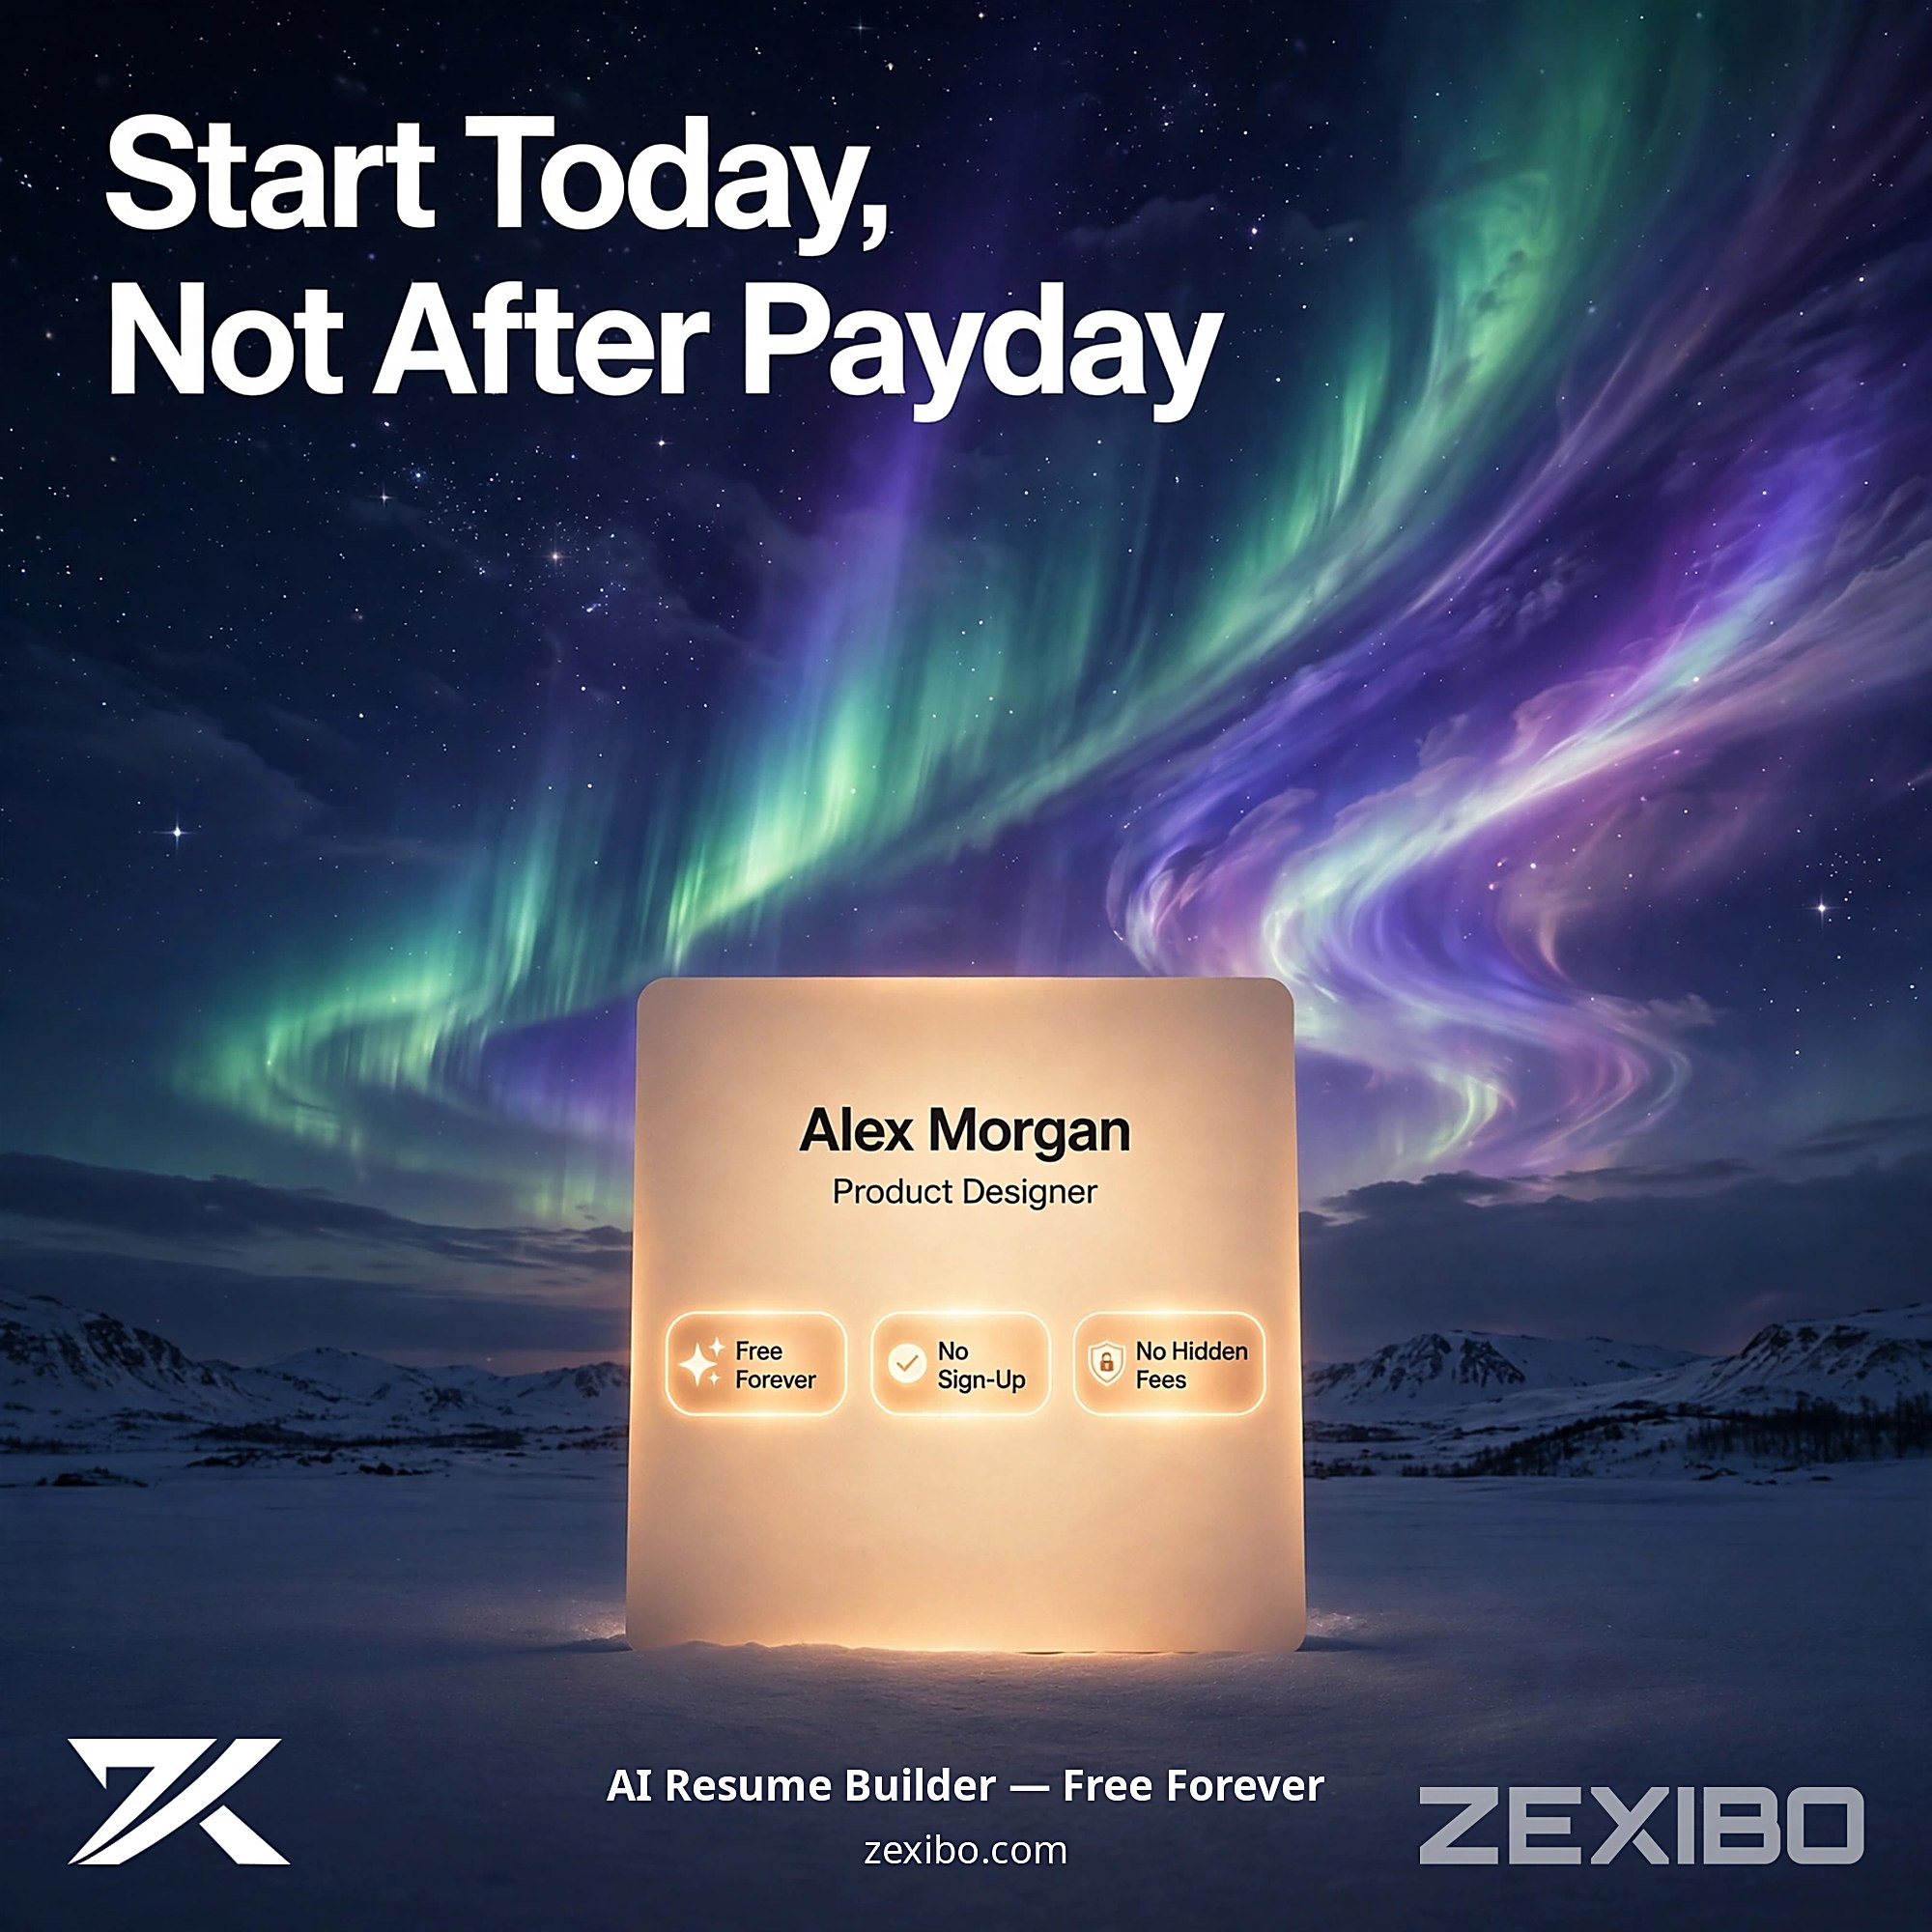 Start Today,
Not After Payday
Alex Morgan
Product Designer
Free
Forever
No
Sign-Up
No Hidden
Fees
AI Resume Builder — Free Forever
zexibo.com
ZEXIBO